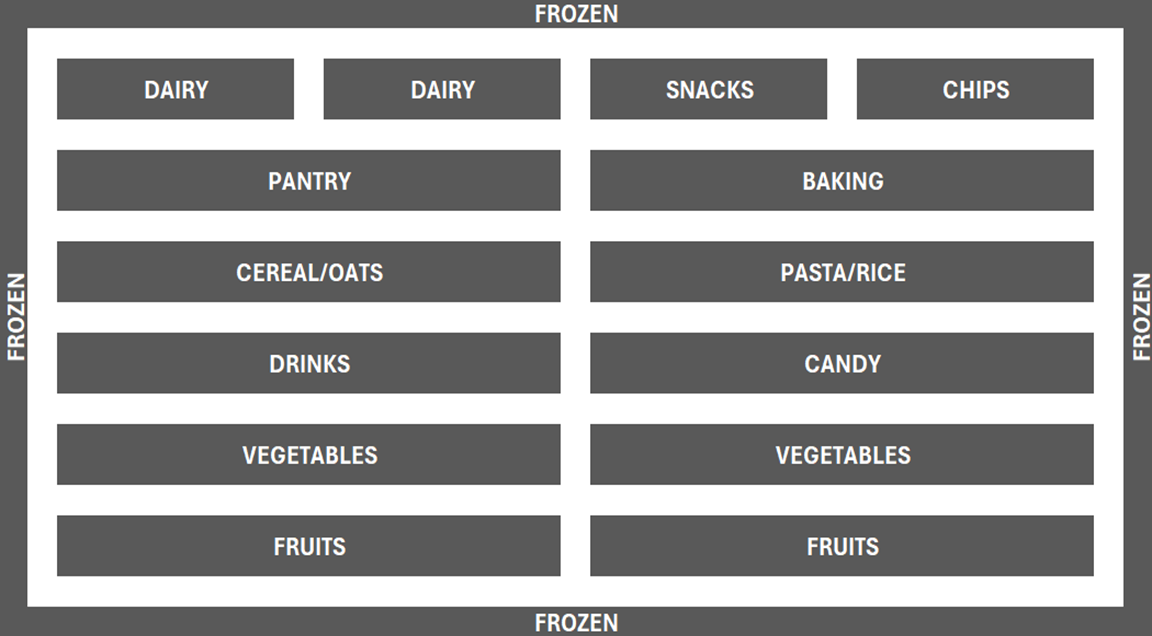 FROZEN
DAIRY
DAIRY
SNACKS
CHIPS
PANTRY
BAKING
CEREAL/OATS
PASTA/RICE
FROZEN
FROZEN
DRINKS
CANDY
VEGETABLES
VEGETABLES
FRUITS
FRUITS
FROZEN